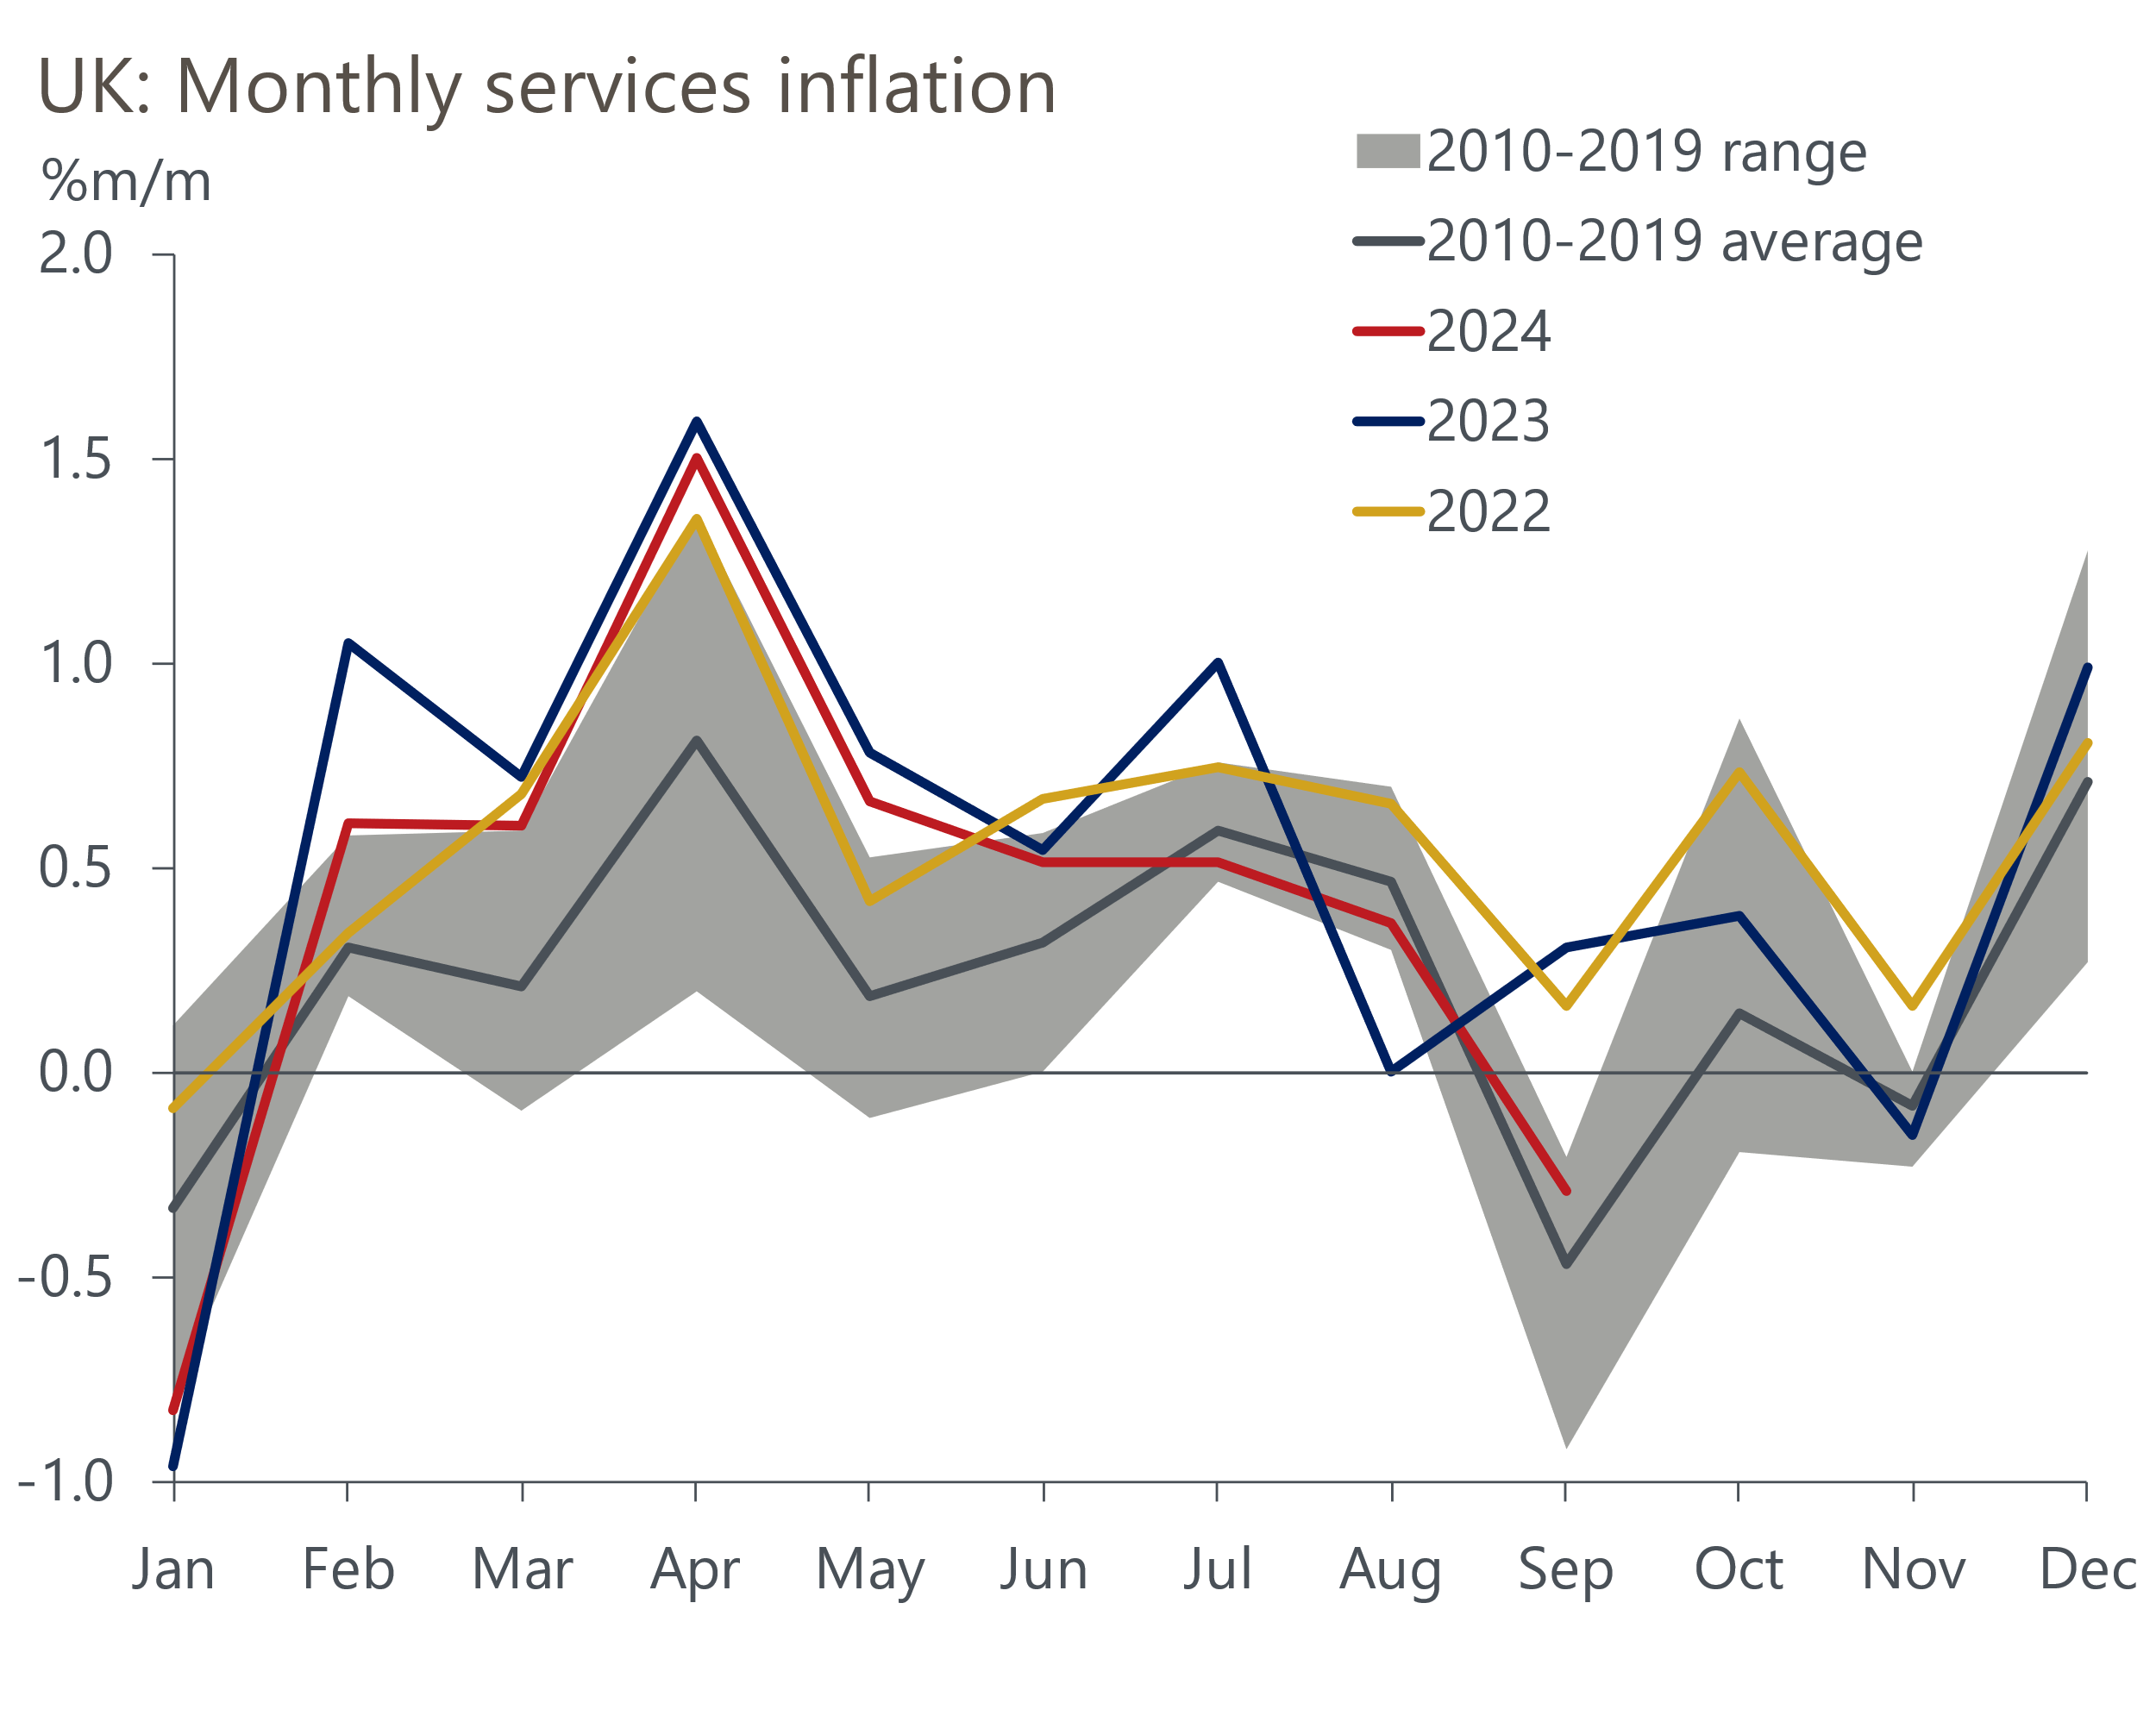 UK: Monthly services inflation
%m/m
2010-2019 range
2010-2019 average
2024
2023
2022
2.0
1.5
1.0
0.5
0.0
-0.5
-1.0
Jan Feb Mar Apr May Jun Jul Aug Sep Oct Nov Dec